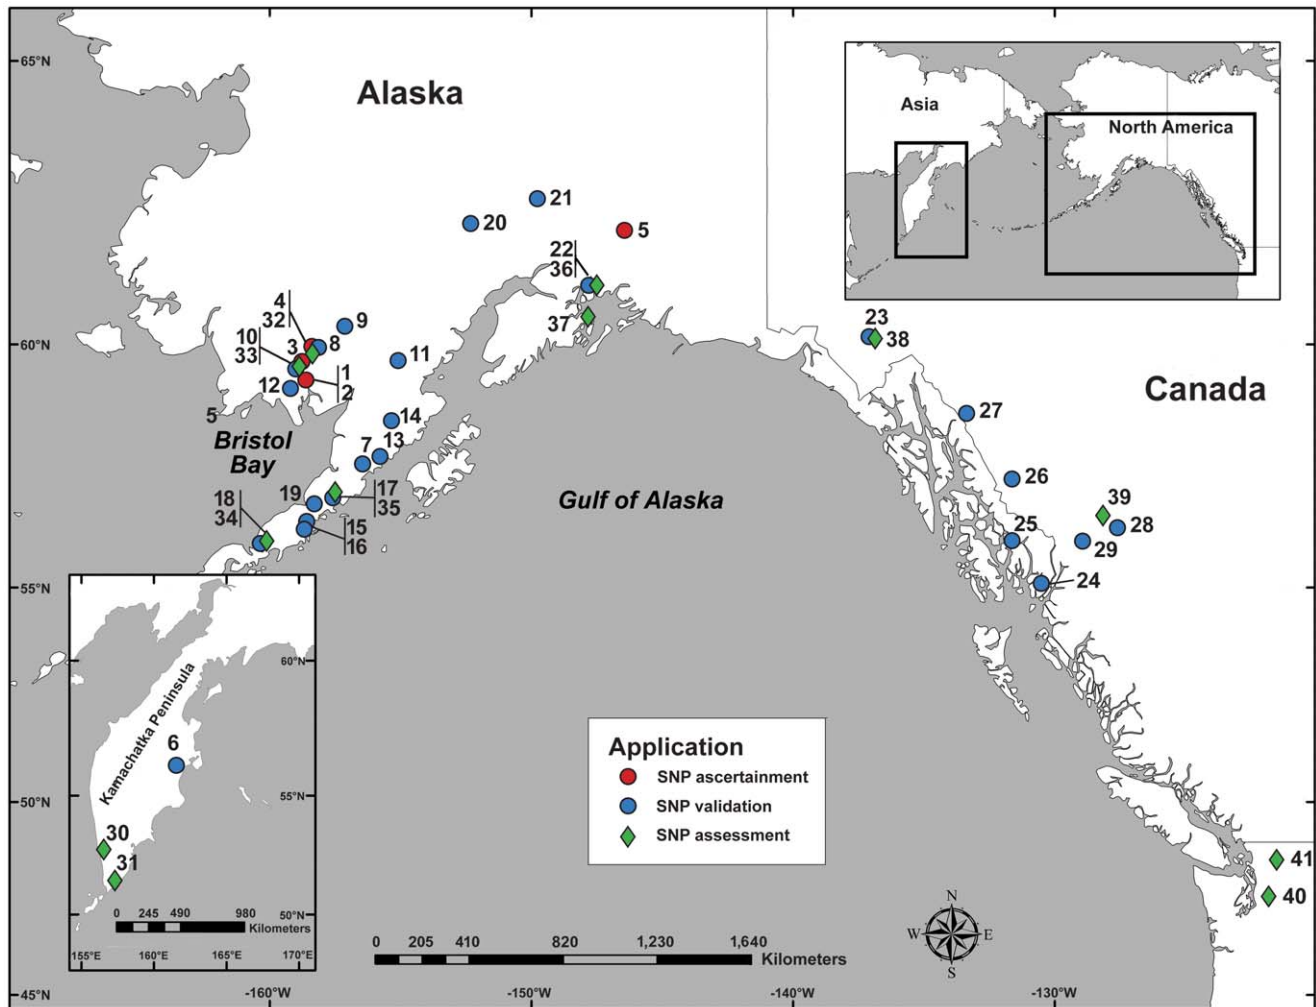 65°N
60°N
55°N
50°N
45°N
-160°W
-150°W
-140°W
-130°W
Alaska
Canada
Bristol
Bay
Gulf of Alaska
Asia
North America
21
20
5
22
36
37
4
32
9
10
33
3
8
1
2
12
5
11
14
7
13
19
17
35
18
34
15
16
23
38
27
26
39
28
25
29
24
41
40
Kamachatka Peninsula
6
30
31
0 245 490 980
Kilometers
60°N
55°N
50°N
155°E 160°E 165°E 170°E
Application
SNP ascertainment
SNP validation
SNP assessment
0 205 410 820 1,230 1,640
Kilometers
N
W E
S